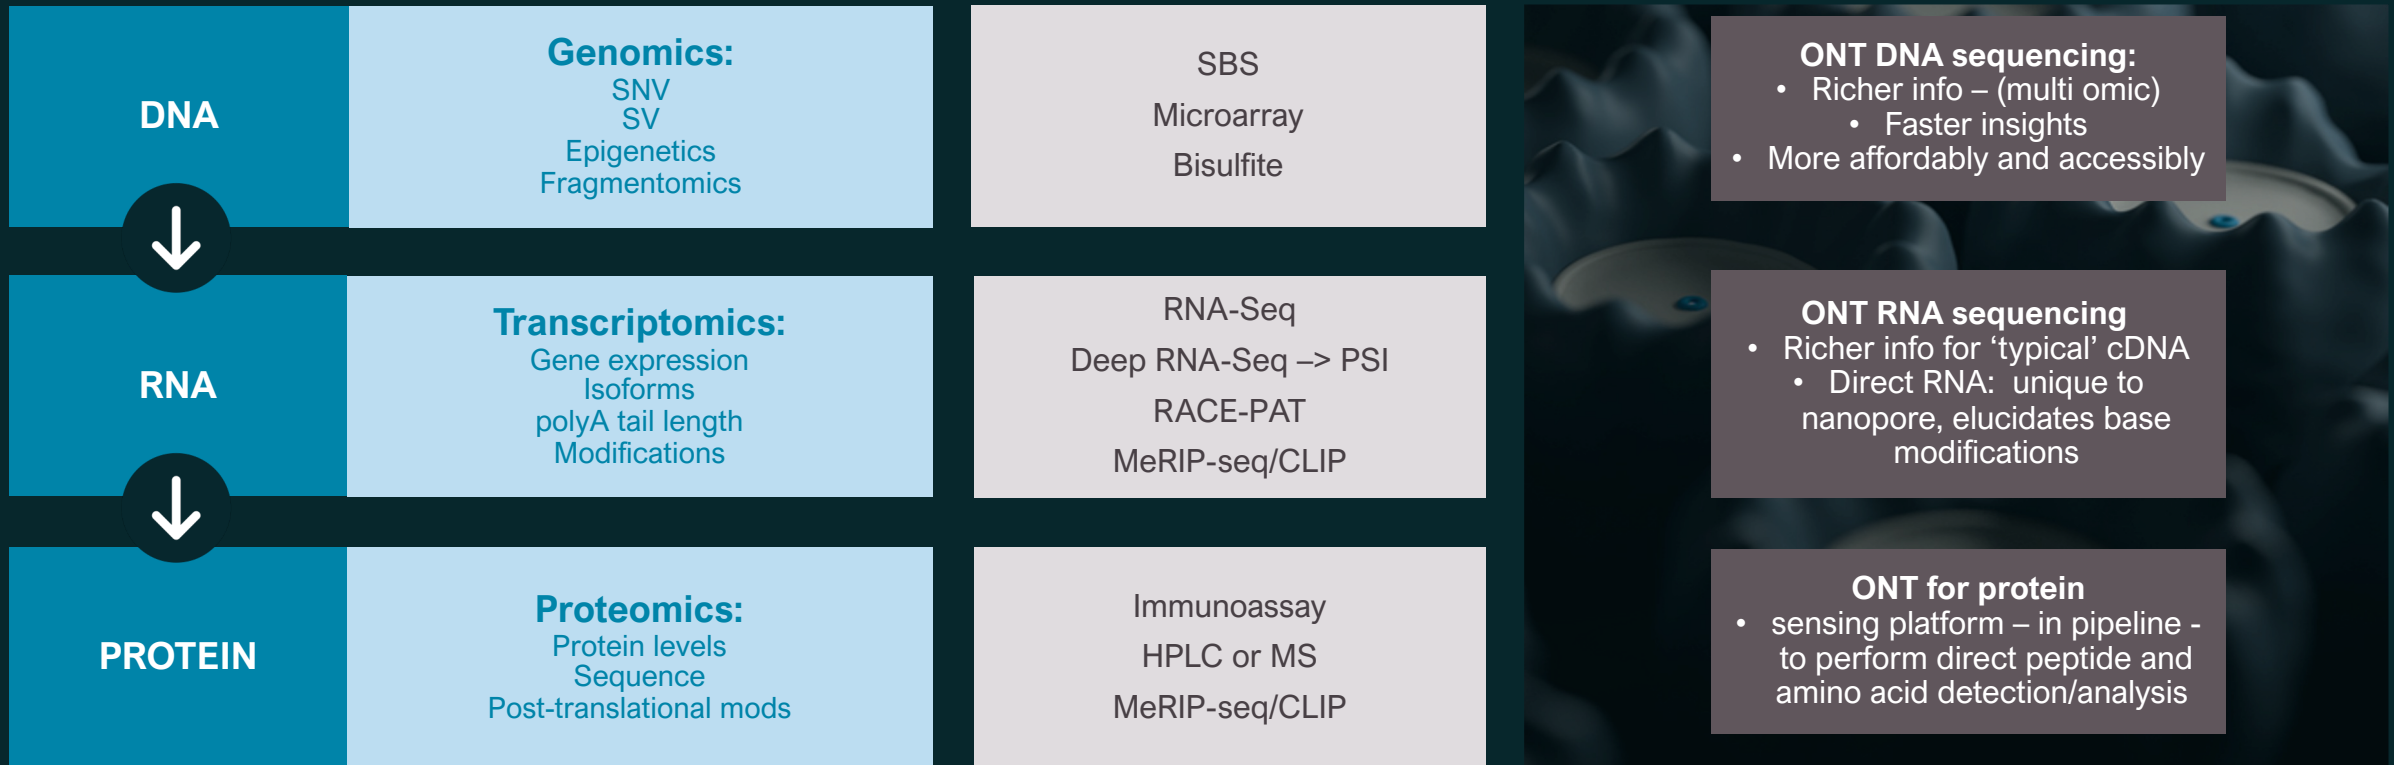 DNA
Genomics:
SNV
SV
Epigenetics
Fragmentomics
SBS
Microarray
Bisulfite
ONT DNA sequencing:
• Richer info – (multi omic)
• Faster insights
• More affordably and accessibly
RNA
Transcriptomics:
Gene expression
Isoforms
polyA tail length
Modifications
RNA-Seq
Deep RNA-Seq –> PSI
RACE-PAT
MeRIP-seq/CLIP
ONT RNA sequencing
• Richer info for ‘typical’ cDNA
• Direct RNA: unique to
nanopore, elucidates base
modifications
PROTEIN
Proteomics:
Protein levels
Sequence
Post-translational mods
Immunoassay
HPLC or MS
MeRIP-seq/CLIP
ONT for protein
• sensing platform – in pipeline -
to perform direct peptide and
amino acid detection/analysis